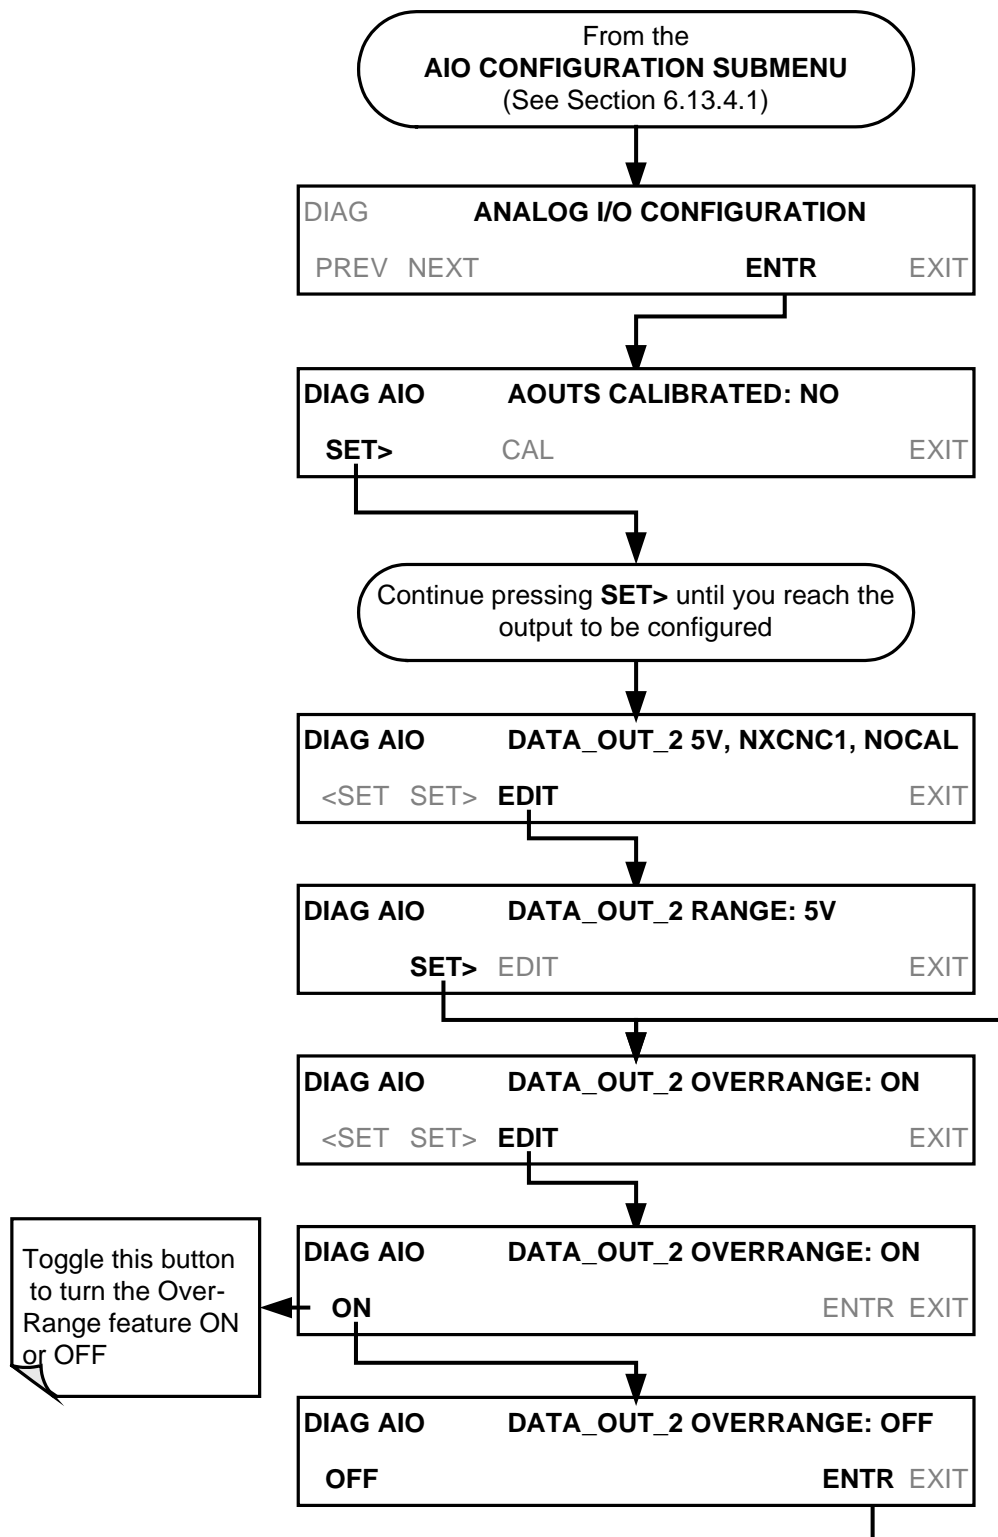 From the
AIO CONFIGURATION SUBMENU
(See Section 6.13.4.1)
DIAG ANALOG I/O CONFIGURATION
PREV NEXT ENTR EXIT
DIAG AIO AOUTS CALIBRATED: NO
SET> CAL EXIT
Continue pressing SET> until you reach the
output to be configured
DIAG AIO DATA_OUT_2 5V, NXCNC1, NOCAL
<SET SET> EDIT EXIT
DIAG AIO DATA_OUT_2 RANGE: 5V
SET> EDIT EXIT
DIAG AIO DATA_OUT_2 OVERRANGE: ON
<SET SET> EDIT EXIT
DIAG AIO DATA_OUT_2 OVERRANGE: ON
ON ENTR EXIT
Toggle this button
to turn the Over-
Range feature ON
or OFF
DIAG AIO DATA_OUT_2 OVERRANGE: OFF
OFF ENTR EXIT